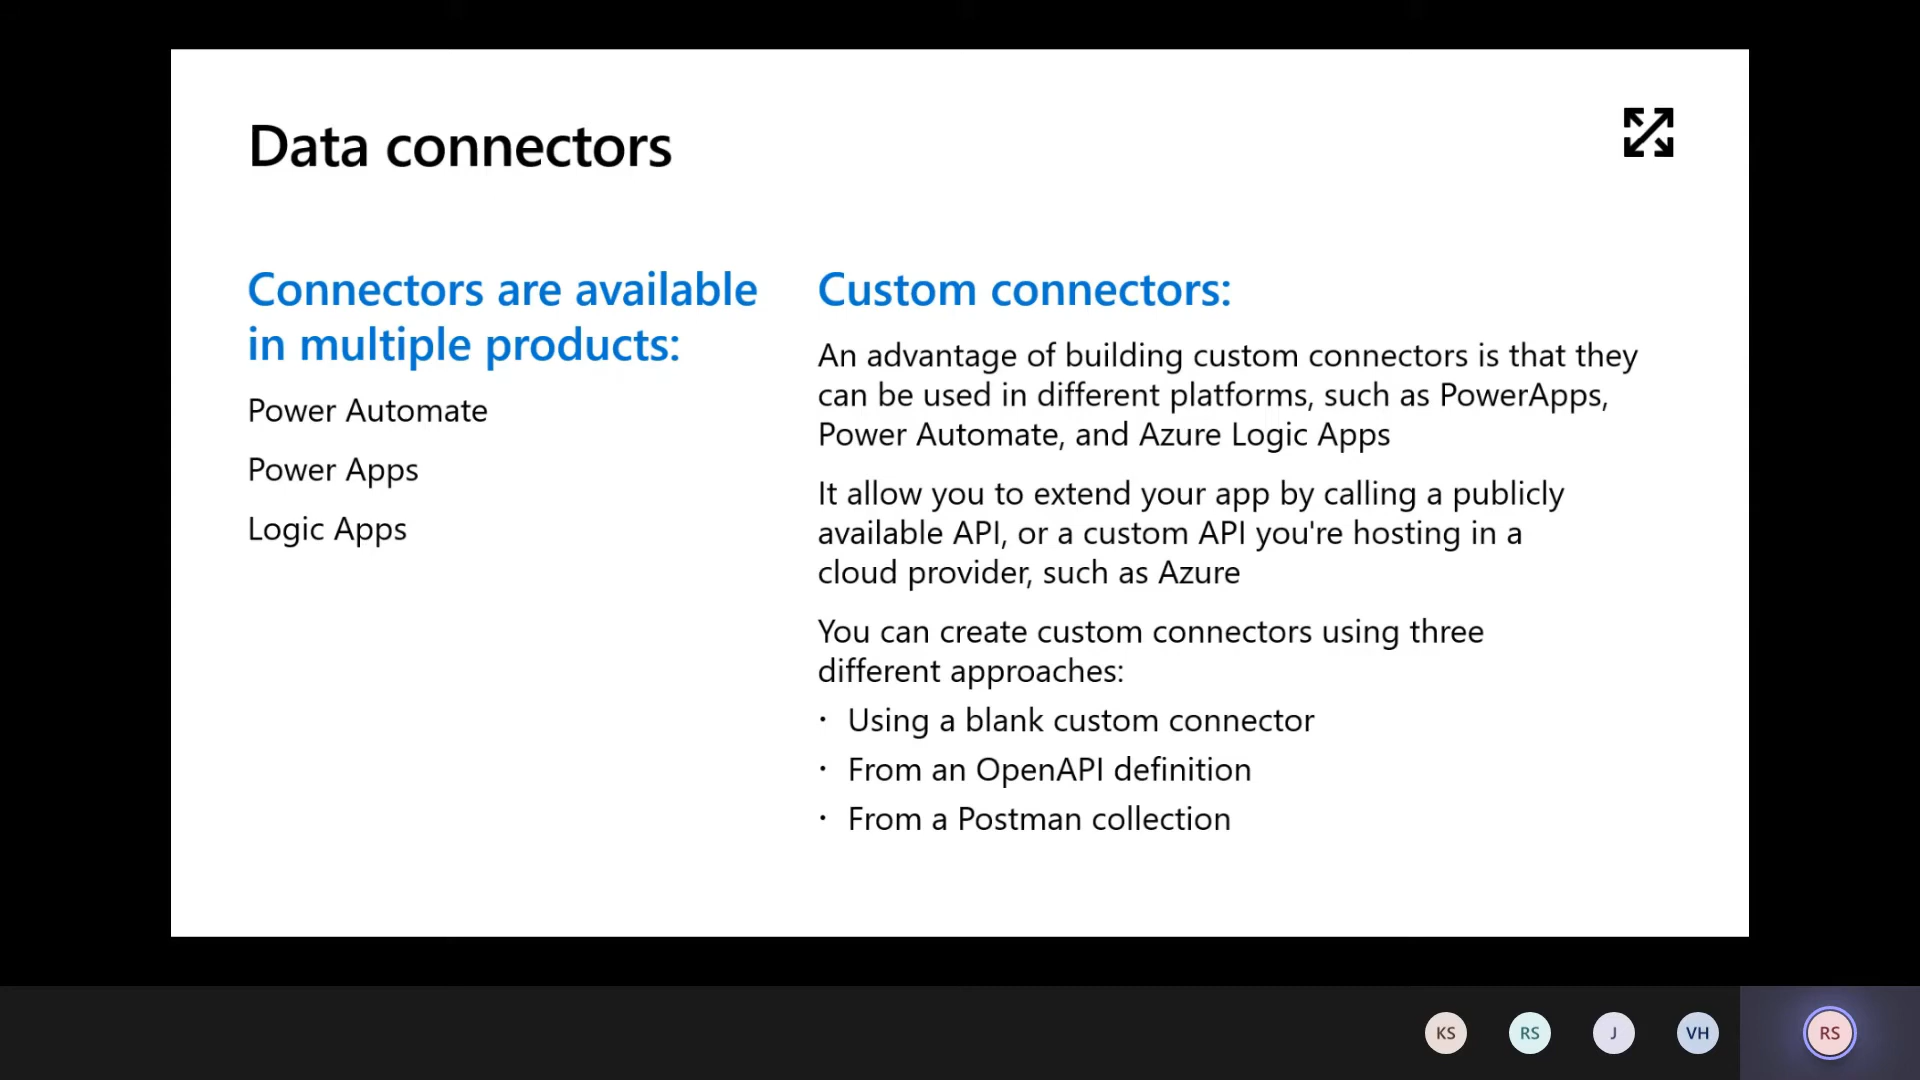 Data connectors
Connectors are available
in multiple products:
Power Automate
Power Apps
Logic Apps
Custom connectors:
An advantage of building custom connectors is that they
can be used in different platforms, such as PowerApps,
Power Automate, and Azure Logic Apps
It allow you to extend your app by calling a publicly
available API, or a custom API you're hosting in a
cloud provider, such as Azure
You can create custom connectors using three
different approaches:
· Using a blank custom connector
· From an OpenAPI definition
· From a Postman collection
KS RS J VH RS